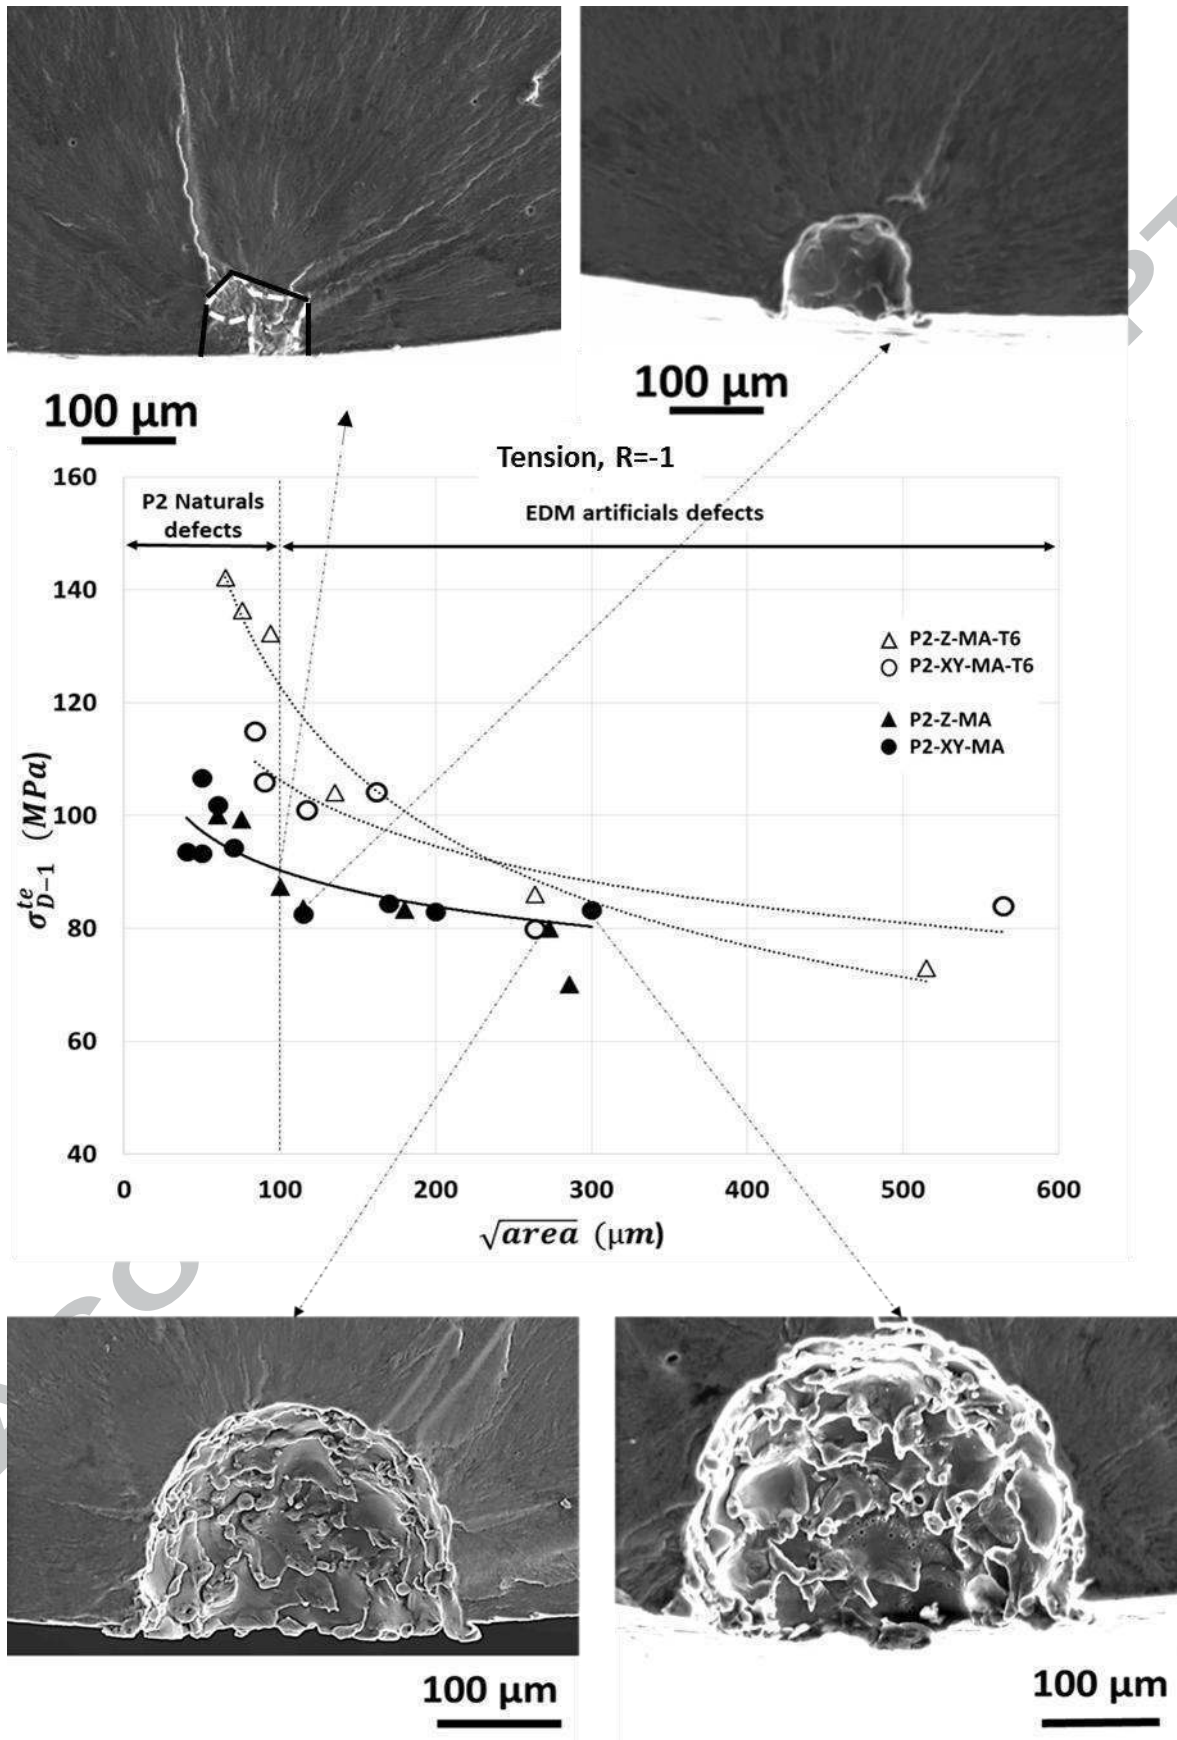 100 μm
100 μm
Tension, R=-1
160
P2 Naturals
defects
EDM artificials defects
140
P2-Z-MA-T6
P2-XY-MA-T6
120
P2-Z-MA
P2-XY-MA
100
σ_{D-1}^{te} (MPa)
80
60
40
0 100 200 300 400 500 600
√area (μm)
100 μm
100 μm